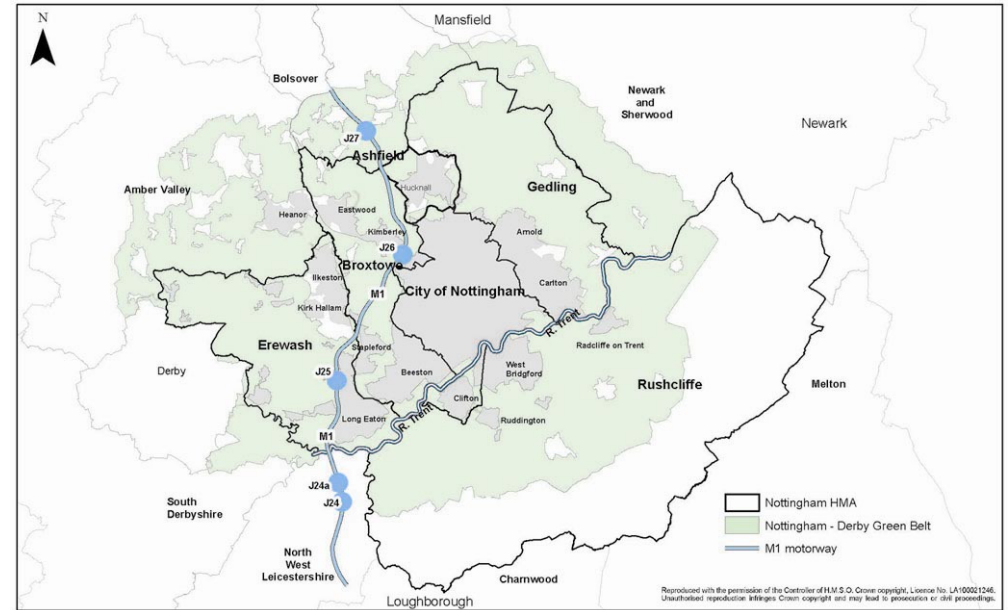 N
Mansfield
Bolsover
Newark
and
Sherwood
Newark
J27
Ashfield
Hucknall
Gedling
Amber Valley
Heanor
Eastwood
Kimberley
Arnold
J26
Broxtowe
Ilkeston
City of Nottingham
Carlton
M1
Kirk Hallam
R. Trent
Erewash
Stapleford
Radcliffe on Trent
Derby
West
Bridgford
Beeston
J25
Rushcliffe
Melton
Clifton
Long Eaton
R. Trent
Ruddington
M1
J24a
J24
South
Derbyshire
Nottingham HMA
Nottingham - Derby Green Belt
M1 motorway
North
West
Leicestershire
Charnwood
Loughborough
Reproduced with the permission of the Controller of H.M.S.O. Crown copyright, Licence No. LA100021246.
Unauthorised reproduction infringes Crown copyright and may lead to prosecution or civil proceedings.